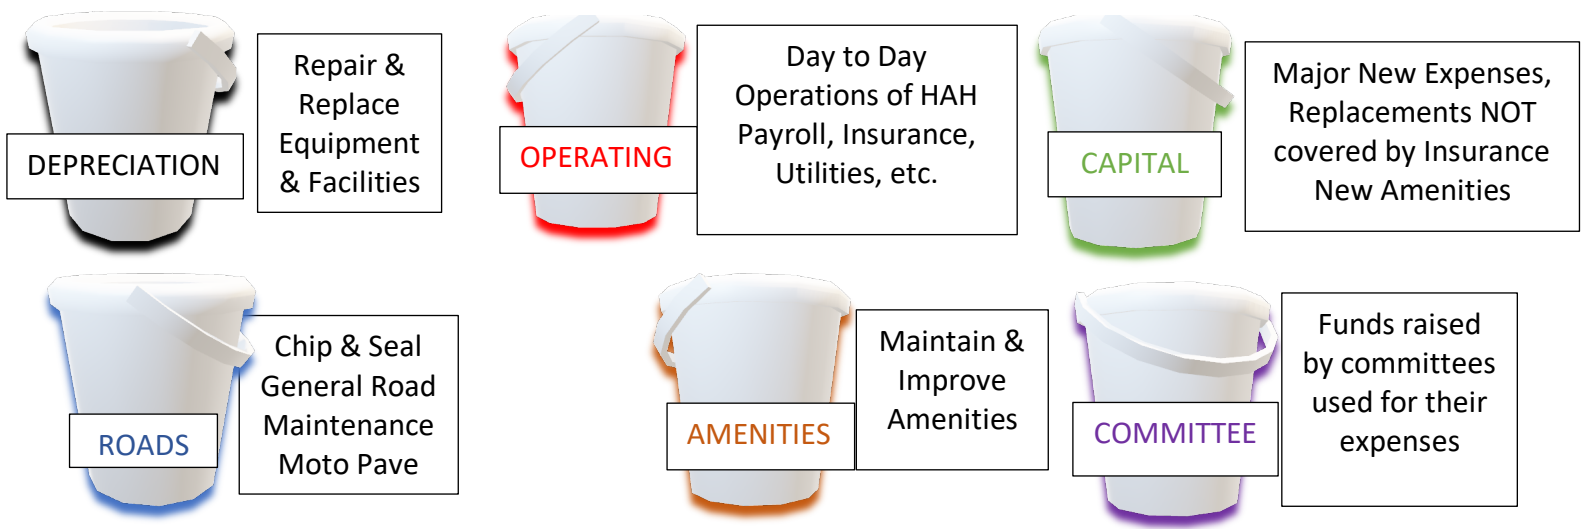 DEPRECIATION
Repair &
Replace
Equipment
& Facilities
OPERATING
Day to Day
Operations of HAH
Payroll, Insurance,
Utilities, etc.
CAPITAL
Major New Expenses,
Replacements NOT
covered by Insurance
New Amenities
ROADS
Chip & Seal
General Road
Maintenance
Moto Pave
AMENITIES
Maintain &
Improve
Amenities
COMMITTEE
Funds raised
by committees
used for their
expenses